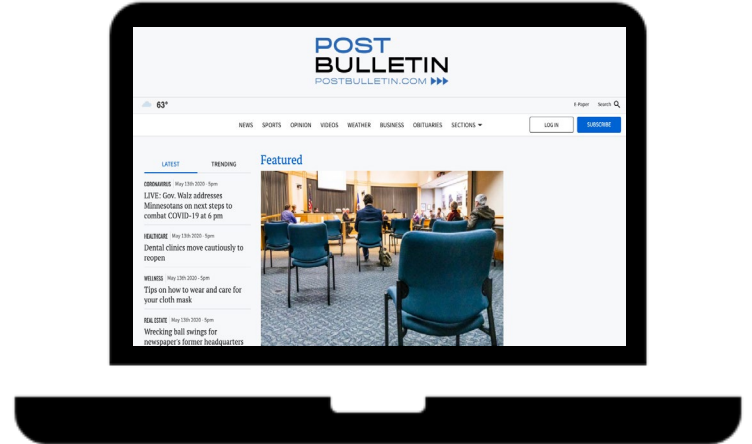 POST
BULLETIN
POSTBULLETIN.COM
63°
E-Paper Search
NEWS SPORTS OPINION VIDEOS WEATHER BUSINESS OBITUARIES SECTIONS
LOG IN SUBSCRIBE
LATEST TRENDING
CORONAVIRUS May 13th 2020 - 5pm
LIVE: Gov. Walz addresses
Minnesotans on next steps to
combat COVID-19 at 6 pm
HEALTHCARE May 13th 2020 - 5pm
Dental clinics move cautiously to
reopen
WELLNESS May 13th 2020 - 5pm
Tips on how to wear and care for
your cloth mask
REAL ESTATE May 13th 2020 - 5pm
Wrecking ball swings for
newspaper's former headquarters
Featured